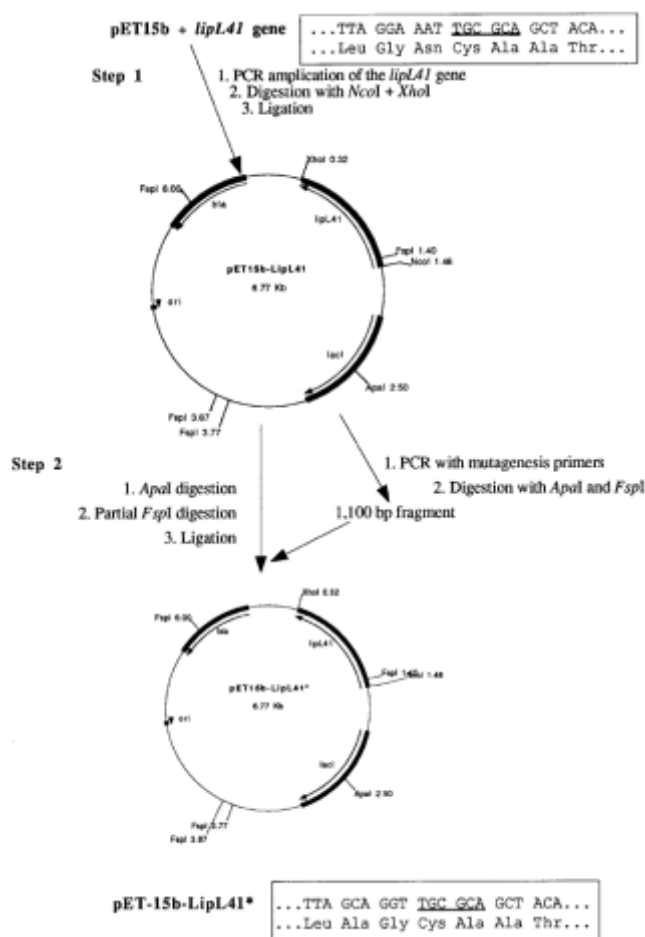 pET15b + lipL41 gene
...TTA GGA AAT TGC GCA GCT ACA...
...Leu Gly Asn Cys Ala Ala Thr...
Step 1
1. PCR amplication of the lipL41 gene
2. Digestion with NcoI + XhoI
3. Ligation
XhoI 0.32
FspI 6.00
bla
lipL41
FspI 1.40
NcoI 1.46
pET15b-LipL41
6.77 Kb
ori
lacI
ApaI 2.50
FspI 3.87
FspI 3.77
Step 2
1. PCR with mutagenesis primers
1. ApaI digestion
2. Digestion with ApaI and FspI
2. Partial FspI digestion
1,100 bp fragment
3. Ligation
XhoI 0.32
FspI 6.00
bla
lipL41
FspI
1.46
pET15b-LipL41*
6.77 Kb
ori
lacI
ApaI 2.50
FspI 3.77
FspI 3.87
pET-15b-LipL41*
...TTA GCA GGT TGC GCA GCT ACA...
...Leu Ala Gly Cys Ala Ala Thr...